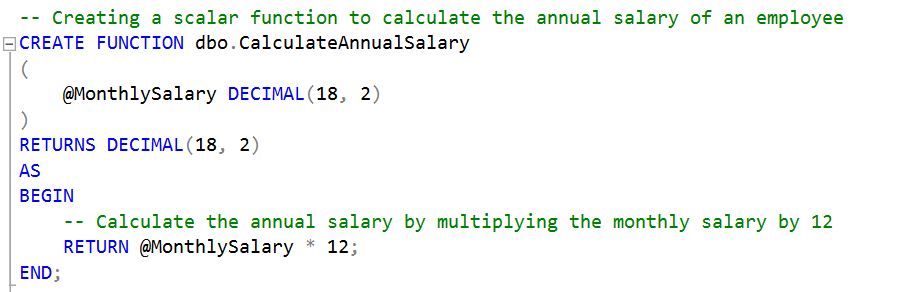 -- Creating a scalar function to calculate the annual salary of an employee
CREATE FUNCTION dbo.CalculateAnnualSalary
(
    @MonthlySalary DECIMAL(18, 2)
)
RETURNS DECIMAL(18, 2)
AS
BEGIN
    -- Calculate the annual salary by multiplying the monthly salary by 12
    RETURN @MonthlySalary * 12;
END;